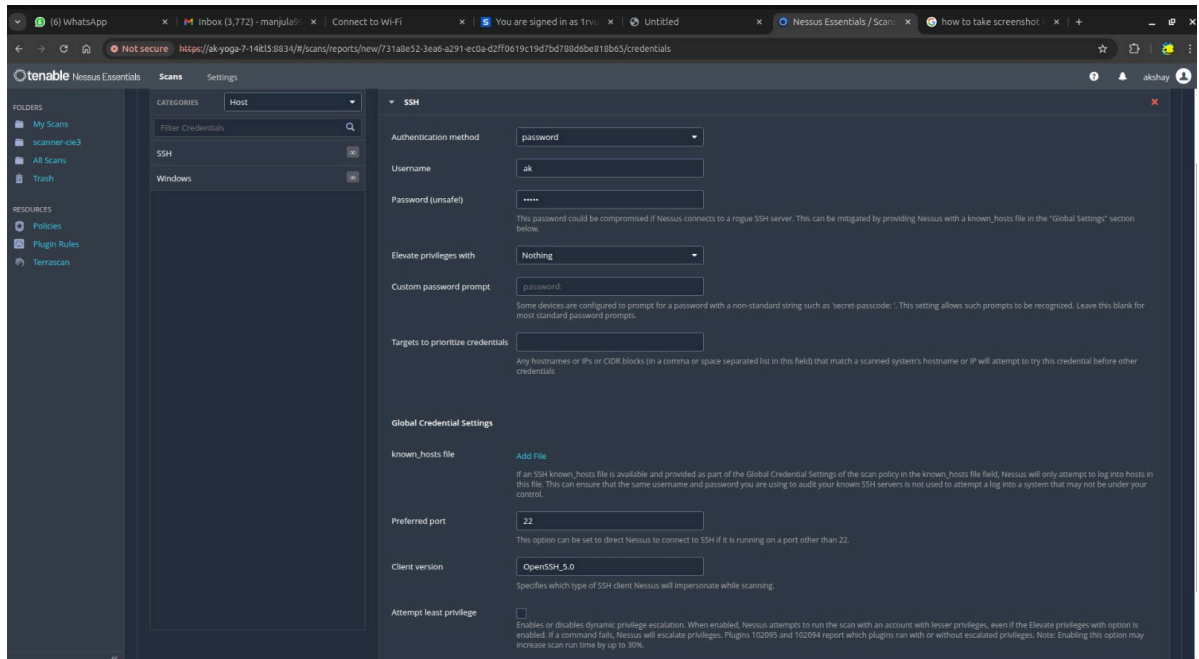 (6) WhatsApp
Inbox (3,772) - manjula9
Connect to Wi-Fi
You are signed in as 1rvu
Untitled
Nessus Essentials / Scans
how to take screenshot
Not secure https://ak-yoga-7-14itl5:8834/#/scans/reports/new/731a8e52-3ea6-a291-ec0a-d2ff0619c19d7bd788d6be818b65/credentials
tenable Nessus Essentials Scans Settings akshay
FOLDERS
My Scans
scanner-cie3
All Scans
Trash
RESOURCES
Policies
Plugin Rules
Terrascan
CATEGORIES Host
Filter Credentials
SSH ∞
Windows ∞
SSH
Authentication method password
Username ak
Password (unsafe!) •••••
This password could be compromised if Nessus connects to a rogue SSH server. This can be mitigated by providing Nessus with a known_hosts file in the "Global Settings" section
below.
Elevate privileges with Nothing
Custom password prompt password:
Some devices are configured to prompt for a password with a non-standard string such as 'secret-passcode: '. This setting allows such prompts to be recognized. Leave this blank for
most standard password prompts.
Targets to prioritize credentials
Any hostnames or IPs or CIDR blocks (in a comma or space separated list in this field) that match a scanned system's hostname or IP will attempt to try this credential before other
credentials
Global Credential Settings
known_hosts file Add File
If an SSH known_hosts file is available and provided as part of the Global Credential Settings of the scan policy in the known_hosts file field, Nessus will only attempt to log into hosts in
this file. This can ensure that the same username and password you are using to audit your known SSH servers is not used to attempt a log into a system that may not be under your
control.
Preferred port 22
This option can be set to direct Nessus to connect to SSH if it is running on a port other than 22.
Client version OpenSSH_5.0
Specifies which type of SSH client Nessus will impersonate while scanning.
Attempt least privilege
Enables or disables dynamic privilege escalation. When enabled, Nessus attempts to run the scan with an account with lesser privileges, even if the Elevate privileges with option is
enabled. If a command fails, Nessus will escalate privileges. Plugins 102095 and 102094 report which plugins ran with or without escalated privileges. Note: Enabling this option may
increase scan run time by up to 30%.